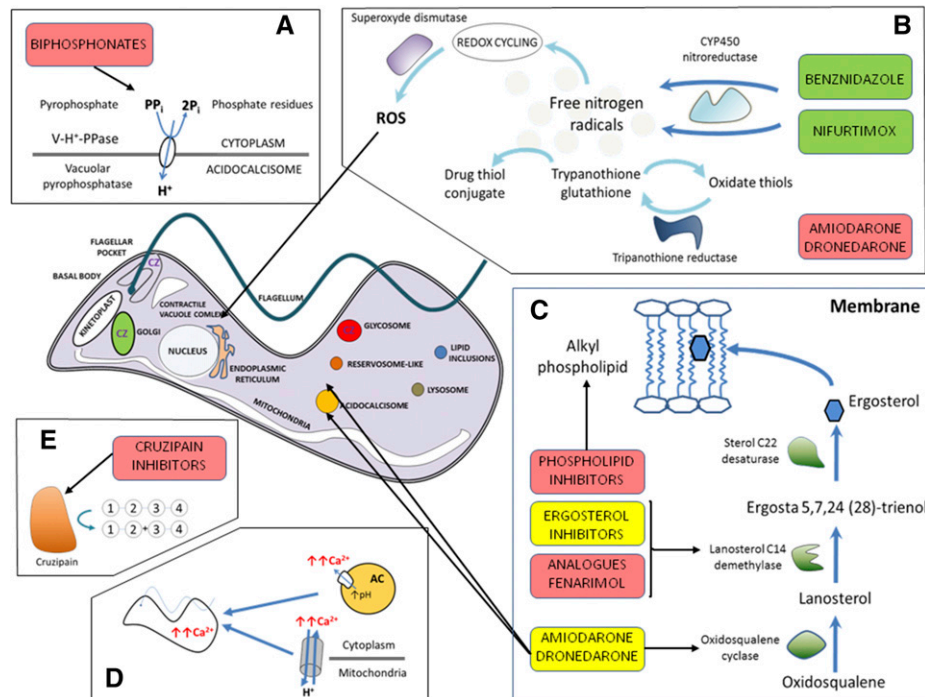 A
BIPHOSPHONATES
Pyrophosphate
PPi
2Pi
Phosphate residues
V-H⁺-PPase
CYTOPLASM
Vacuolar
pyrophosphatase
ACIDOCALCISOME
H⁺
B
Superoxyde dismutase
REDOX CYCLING
CYP450
nitroreductase
BENZNIDAZOLE
NIFURTIMOX
Free nitrogen
radicals
ROS
Drug thiol
conjugate
Trypanothione
glutathione
Oxidate thiols
Tripanothione reductase
AMIODARONE
DRONEDARONE
FLAGELLAR
POCKET
CZ
BASAL BODY
KINETOPLAST
CONTRACTILE
VACUOLE COMLEX
FLAGELLUM
CZ
GOLGI
NUCLEUS
ENDOPLASMIC
RETICULUM
MITOCHONDRIA
CZ
GLYCOSOME
RESERVOSOME-LIKE
LIPID
INCLUSIONS
LYSOSOME
ACIDOCALCISOME
C
Membrane
Alkyl
phospholipid
Ergosterol
Sterol C22
desaturase
PHOSPHOLIPID
INHIBITORS
ERGOSTEROL
INHIBITORS
ANALOGUES
FENARIMOL
Ergosta 5,7,24 (28)-trienol
Lanosterol C14
demethylase
Lanosterol
AMIODARONE
DRONEDARONE
Oxidosqualene
cyclase
Oxidosqualene
E
CRUZIPAIN
INHIBITORS
1 2 3 4
1 2 + 3 4
Cruzipain
D
↑↑Ca²⁺
AC
↑pH
↑↑Ca²⁺
↑↑Ca²⁺
Cytoplasm
Mitochondria
H⁺